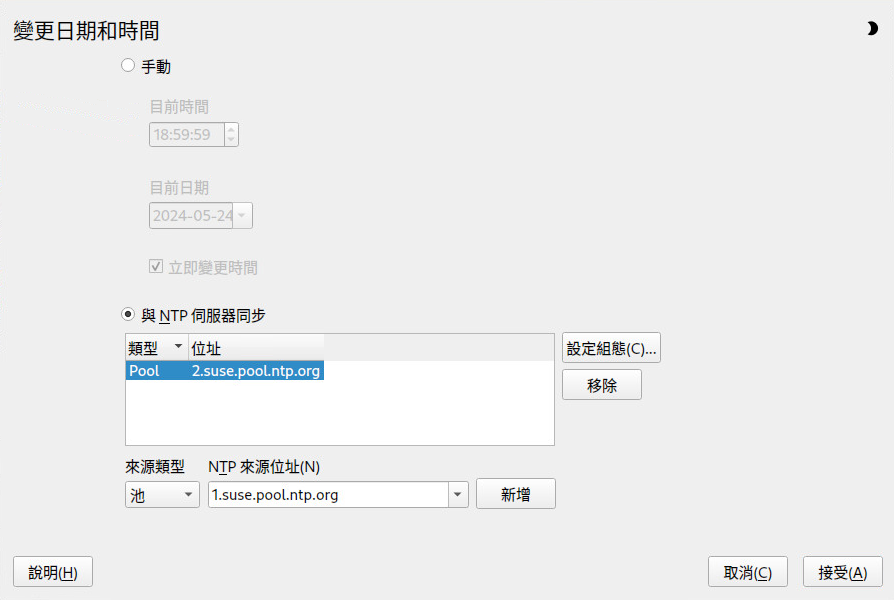 變更日期和時間
手動
目前時間
18:59:59
目前日期
2024-05-24
立即變更時間
與 NTP 伺服器同步
類型 位址
Pool 2.suse.pool.ntp.org
設定組態(C)...
移除
來源類型 NTP 來源位址(N)
池 1.suse.pool.ntp.org 新增
說明(H) 取消(C) 接受(A)